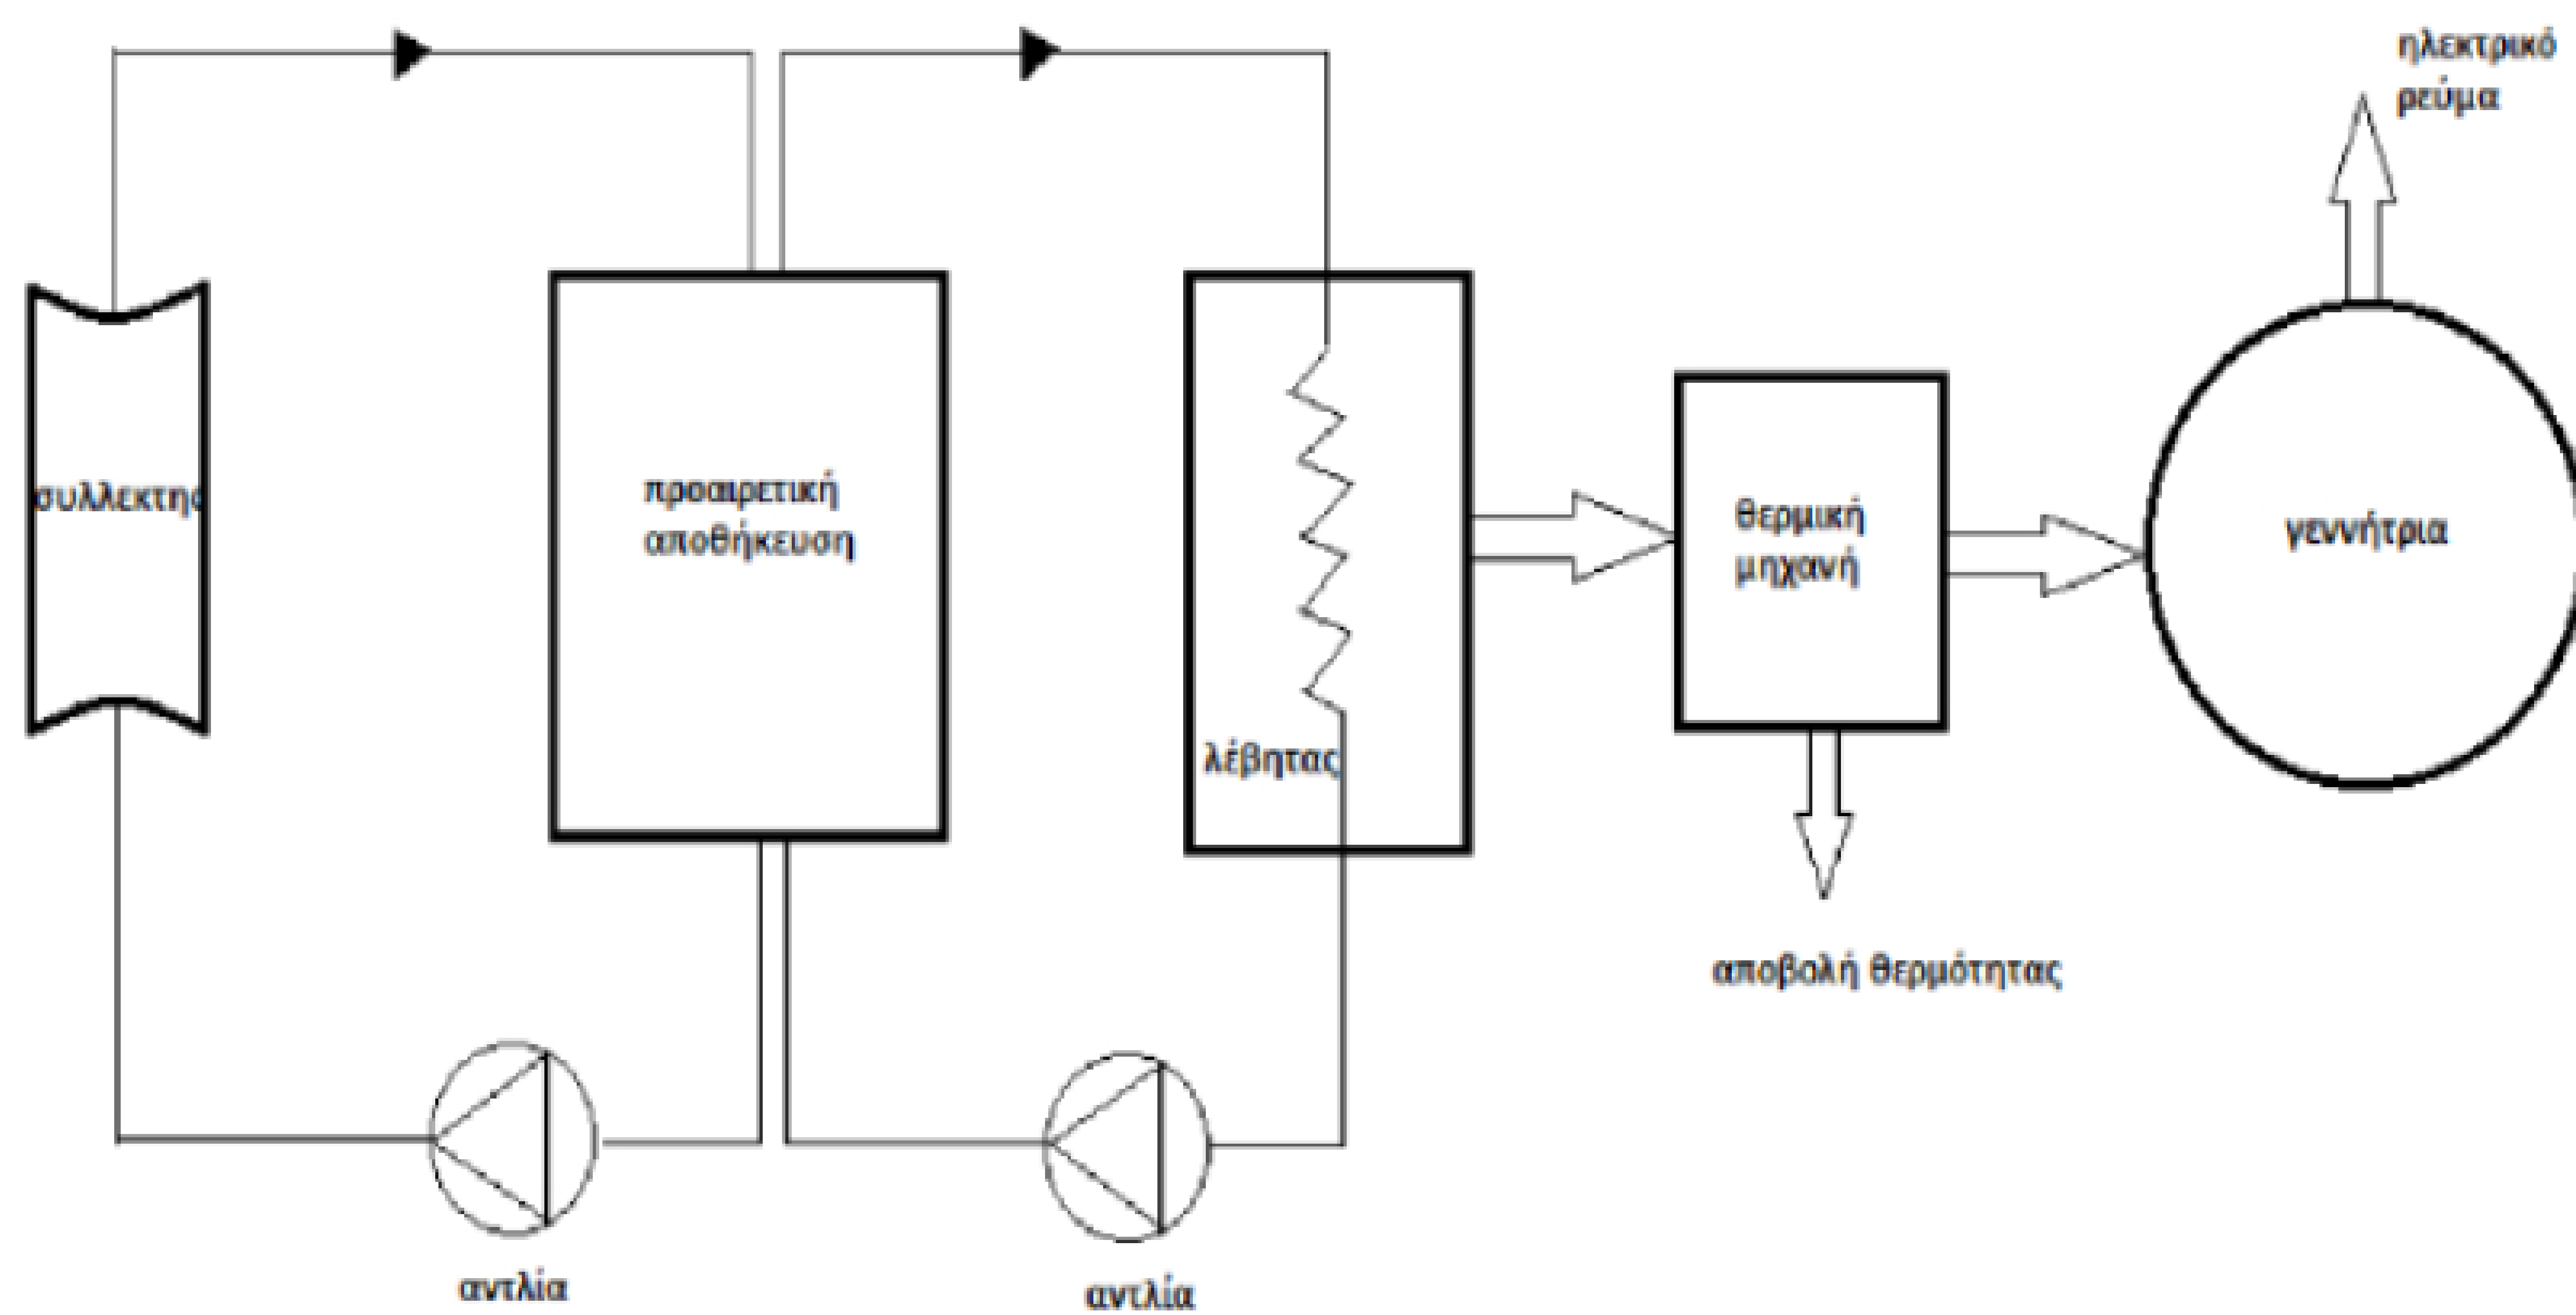 ηλεκτρικό
ρεύμα
συλλεκτης
προαιρετική
αποθήκευση
θερμική
μηχανή
γεννήτρια
λέβητας
αποβολή θερμότητας
αντλία
αντλία